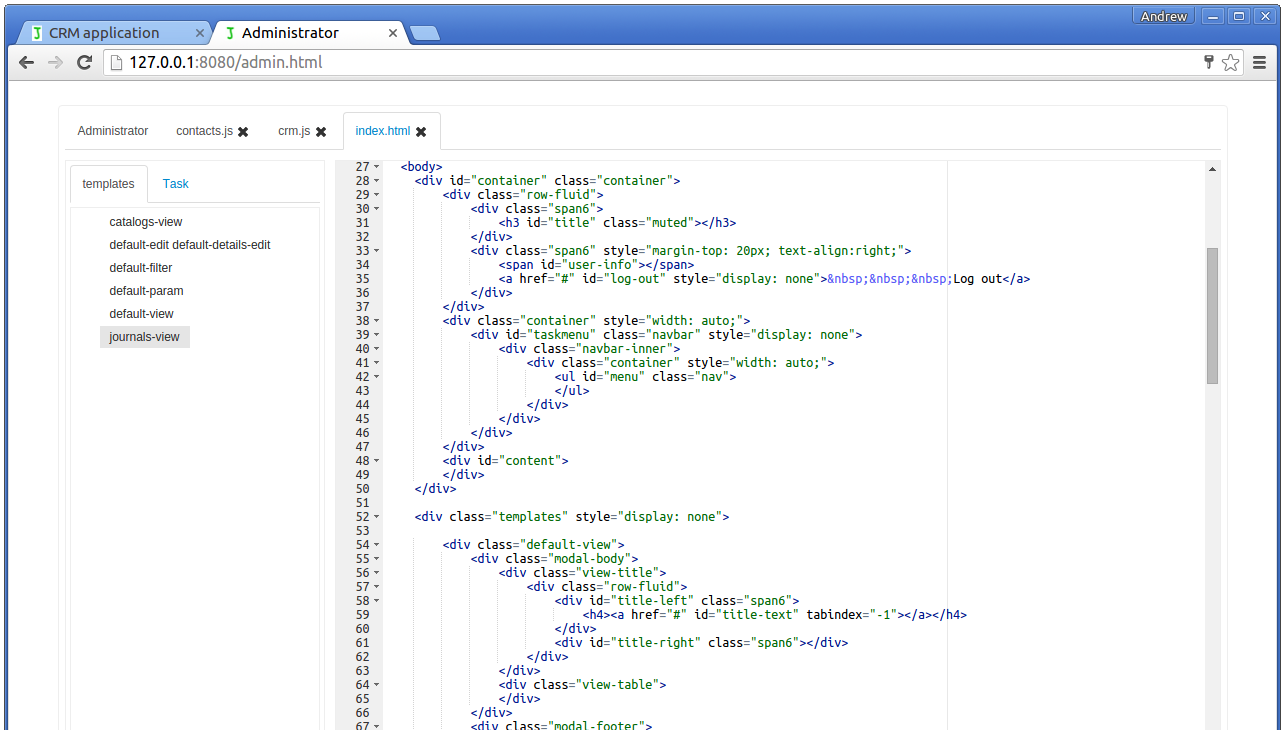 Andrew
CRM application
Administrator
127.0.0.1:8080/admin.html
Administrator contacts.js crm.js index.html
templates Task
catalogs-view
default-edit default-details-edit
default-filter
default-param
default-view
journals-view
27 <body>
28 <div id="container" class="container">
29 <div class="row-fluid">
30 <div class="span6">
31 <h3 id="title" class="muted"></h3>
32 </div>
33 <div class="span6" style="margin-top: 20px; text-align:right;">
34 <span id="user-info"></span>
35 <a href="#" id="log-out" style="display: none">&nbsp;&nbsp;&nbsp;Log out</a>
36 </div>
37 </div>
38 <div class="container" style="width: auto;">
39 <div id="taskmenu" class="navbar" style="display: none">
40 <div class="navbar-inner">
41 <div class="container" style="width: auto;">
42 <ul id="menu" class="nav">
43 </ul>
44 </div>
45 </div>
46 </div>
47 </div>
48 <div id="content">
49 </div>
50 </div>
51
52 <div class="templates" style="display: none">
53
54 <div class="default-view">
55 <div class="modal-body">
56 <div class="view-title">
57 <div class="row-fluid">
58 <div id="title-left" class="span6">
59 <h4><a href="#" id="title-text" tabindex="-1"></a></h4>
60 </div>
61 <div id="title-right" class="span6"></div>
62 </div>
63 </div>
64 <div class="view-table">
65 </div>
66 </div>
67 <div class="modal-footer">